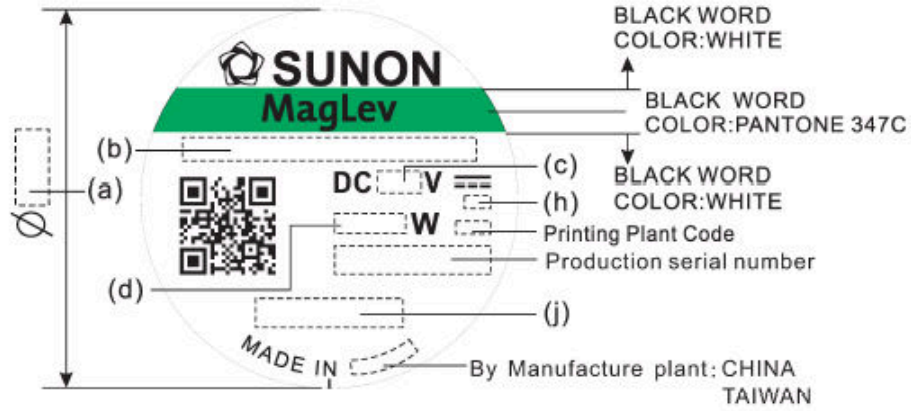 BLACK WORD
COLOR:WHITE
SUNON
MagLev
BLACK WORD
COLOR:PANTONE 347C
(b)
(c)
DC V
BLACK WORD
COLOR:WHITE
(a)
(h)
Ø
W
Printing Plant Code
Production serial number
(d)
(j)
MADE IN
By Manufacture plant: CHINA
TAIWAN